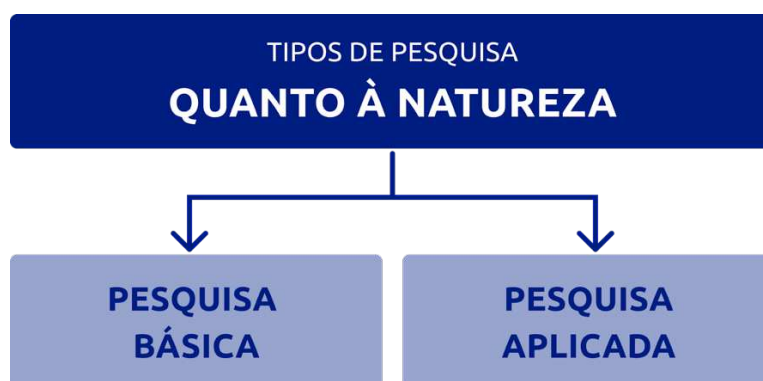 TIPOS DE PESQUISA
QUANTO À NATUREZA
PESQUISA
BÁSICA
PESQUISA
APLICADA